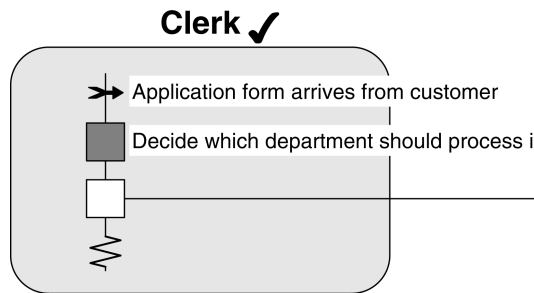 Clerk ✓
Application form arrives from customer
Decide which department should process i